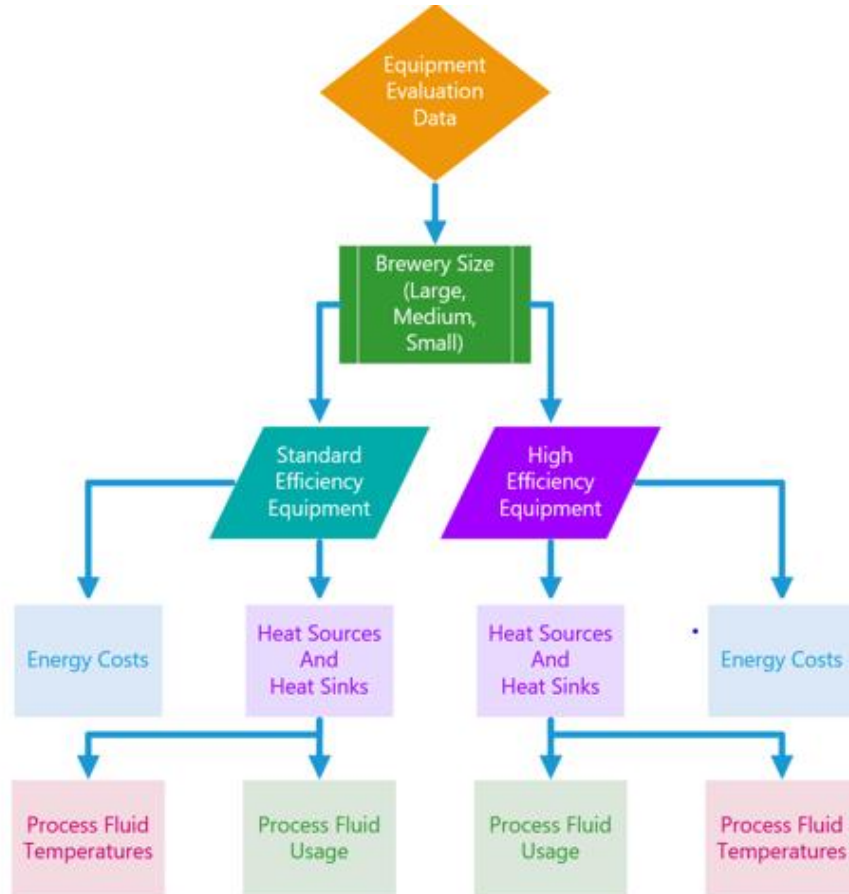 Equipment
Evaluation
Data
Brewery Size
(Large,
Medium,
Small)
Standard
Efficiency
Equipment
High
Efficiency
Equipment
Energy Costs
Heat Sources
And
Heat Sinks
Heat Sources
And
Heat Sinks
Energy Costs
Process Fluid
Temperatures
Process Fluid
Usage
Process Fluid
Usage
Process Fluid
Temperatures